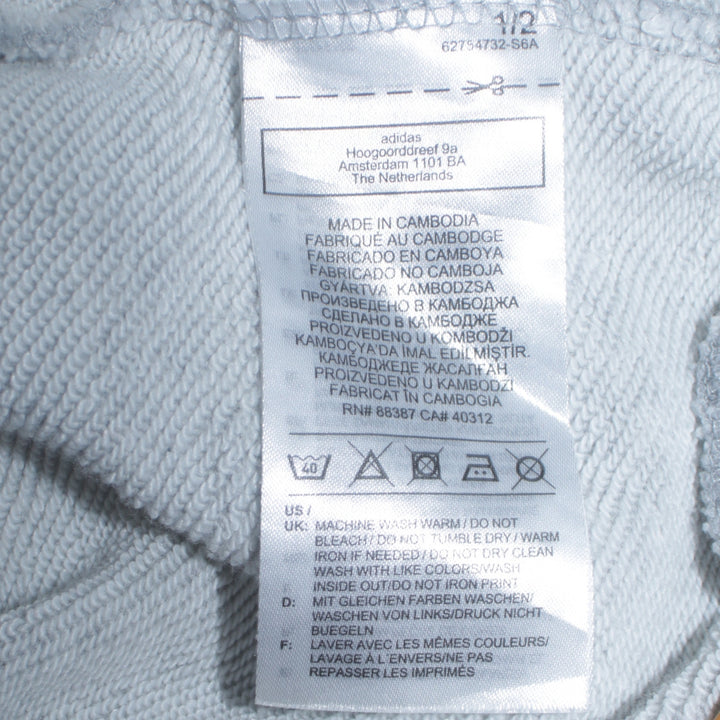 1/2
62754732-S6A
adidas
Hoogoorddreef 9a
Amsterdam 1101 BA
The Netherlands
MADE IN CAMBODIA
FABRIQUÉ AU CAMBODGE
FABRICADO EN CAMBOYA
FABRICADO NO CAMBOJA
GYÁRTVA: KAMBODZSA
ПРОИЗВЕДЕНО В КАМБОДЖА
СДЕЛАНО В КАМБОДЖЕ
PROIZVEDENO U KOMBODŽI
KAMBOÇYA'DA İMAL EDİLMİŞTİR.
КАМБОДЖЕДЕ ЖАСАЛҒАН
PROIZVEDENO U KAMBODŽI
FABRICAT ÎN CAMBOGIA
RN# 88387 CA# 40312
40
US /
UK: MACHINE WASH WARM / DO NOT
BLEACH / DO NOT TUMBLE DRY / WARM
IRON IF NEEDED / DO NOT DRY CLEAN
WASH WITH LIKE COLORS/WASH
INSIDE OUT/DO NOT IRON PRINT
D: MIT GLEICHEN FARBEN WASCHEN/
WASCHEN VON LINKS/DRUCK NICHT
BUEGELN
F: LAVER AVEC LES MÊMES COULEURS/
LAVAGE À L'ENVERS/NE PAS
REPASSER LES IMPRIMÉS